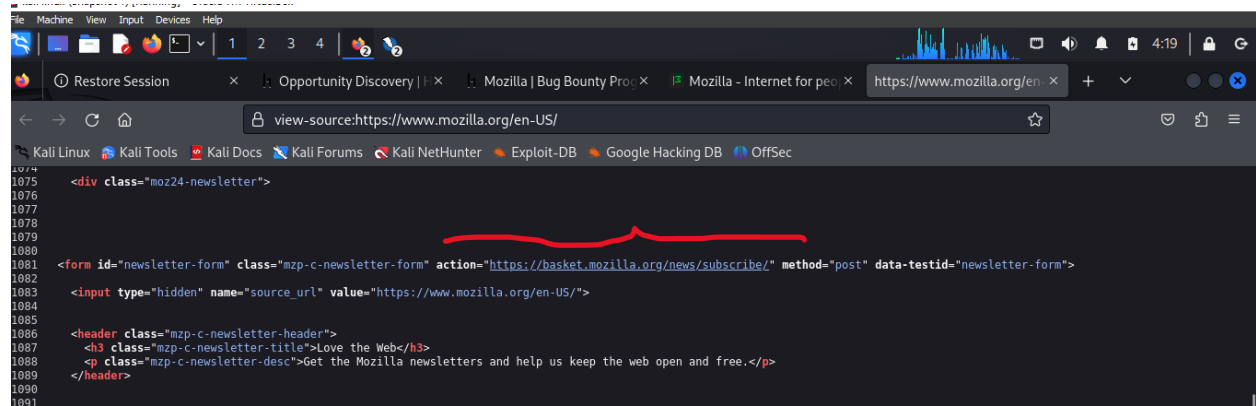 File Machine View Input Devices Help
1 2 3 4 2 2 4:19
Restore Session × Opportunity Discovery | H × Mozilla | Bug Bounty Prog × Mozilla - Internet for peop × https://www.mozilla.org/en- × +
view-source:https://www.mozilla.org/en-US/
Kali Linux Kali Tools Kali Docs Kali Forums Kali NetHunter Exploit-DB Google Hacking DB OffSec
1074
1075 <div class="moz24-newsletter">
1076
1077
1078
1079
1080
1081 <form id="newsletter-form" class="mzp-c-newsletter-form" action="https://basket.mozilla.org/news/subscribe/" method="post" data-testid="newsletter-form">
1082
1083 <input type="hidden" name="source_url" value="https://www.mozilla.org/en-US/">
1084
1085
1086 <header class="mzp-c-newsletter-header">
1087 <h3 class="mzp-c-newsletter-title">Love the Web</h3>
1088 <p class="mzp-c-newsletter-desc">Get the Mozilla newsletters and help us keep the web open and free.</p>
1089 </header>
1090
1091